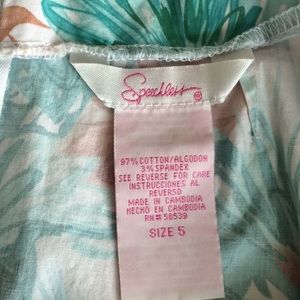 Speechless ®
97% COTTON/ALGODON
3% SPANDEX
SEE REVERSE FOR CARE
INSTRUCCIONES AL
REVERSO
MADE IN CAMBODIA
HECHO EN CAMBODIA
RN# 58539
SIZE 5